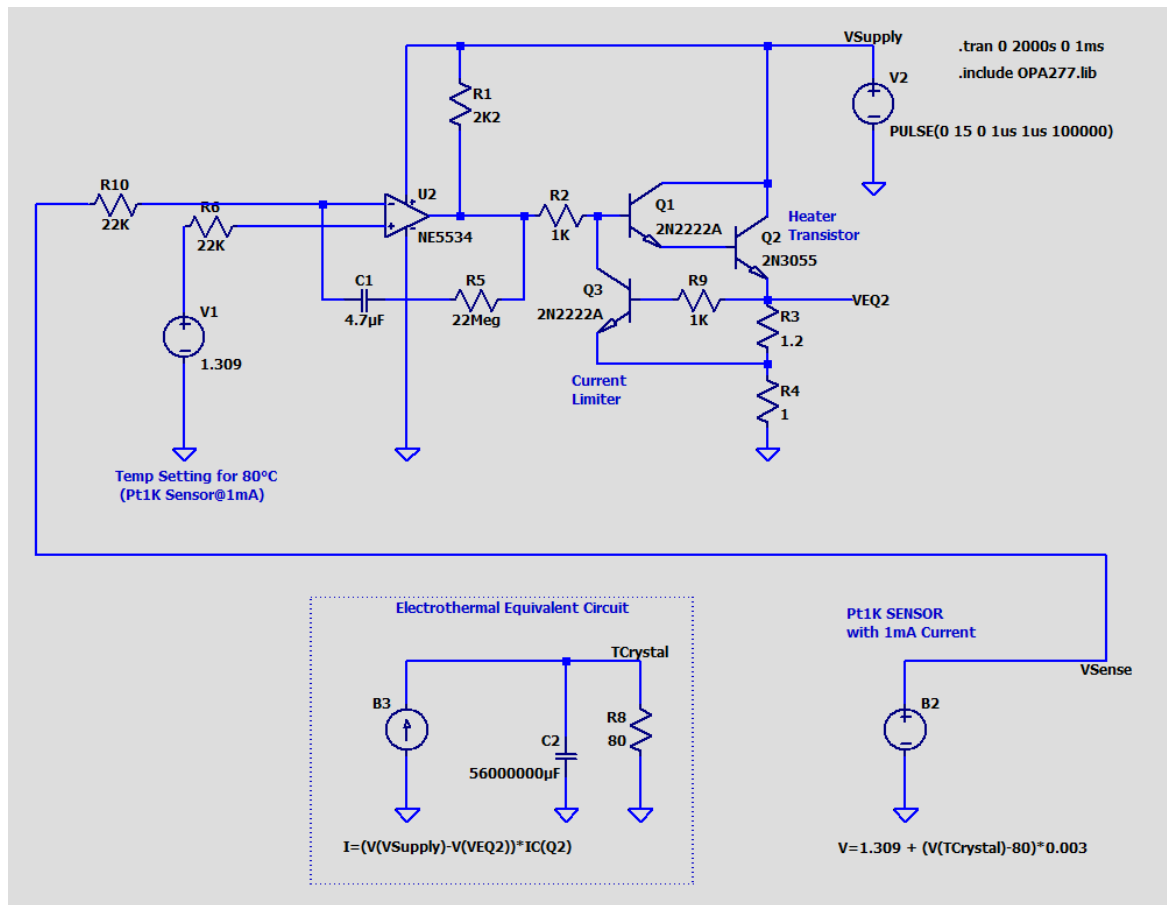 VSupply
.tran 0 2000s 0 1ms
.include OPA277.lib
V2
PULSE(0 15 0 1us 1us 100000)
R1
2K2
R10
22K
R6
22K
U2
NE5534
R2
1K
Q1
2N2222A
Heater
Transistor
Q2
2N3055
C1
4.7µF
R5
22Meg
Q3
2N2222A
R9
1K
VEQ2
R3
1.2
V1
1.309
Current
Limiter
R4
1
Temp Setting for 80°C
(Pt1K Sensor@1mA)
Electrothermal Equivalent Circuit
TCrystal
B3
C2
56000000µF
R8
80
I=(V(VSupply)-V(VEQ2))*IC(Q2)
Pt1K SENSOR
with 1mA Current
VSense
B2
V=1.309 + (V(TCrystal)-80)*0.003